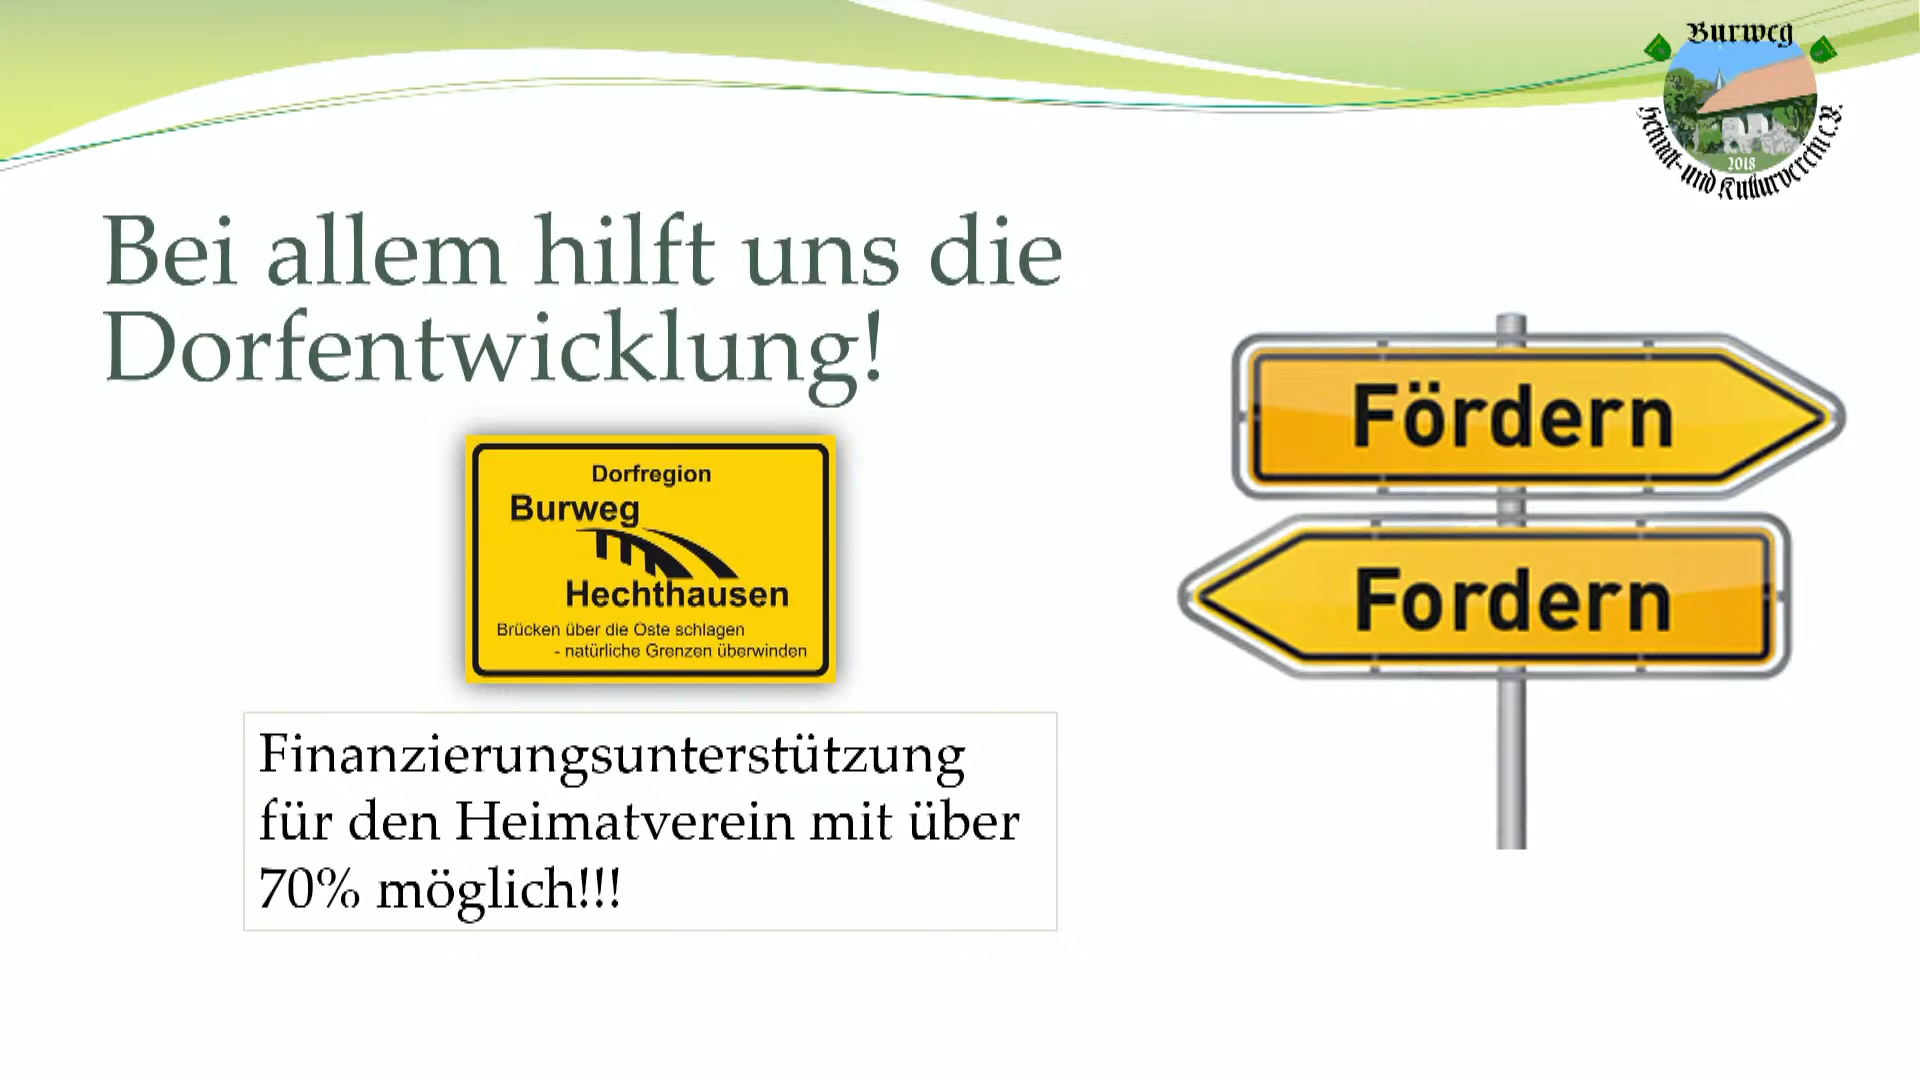 Burweg
Heimat- und Kulturverein e.V.
2018
Bei allem hilft uns die
Dorfentwicklung!
Dorfregion
Burweg
Hechthausen
Brücken über die Oste schlagen
- natürliche Grenzen überwinden
Fördern
Fordern
Finanzierungsunterstützung
für den Heimatverein mit über
70% möglich!!!